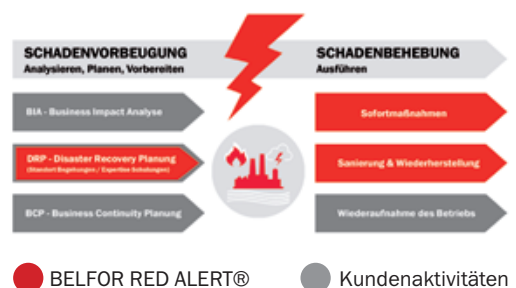 SCHADENVORBEUGUNG
Analysieren, Planen, Vorbereiten
SCHADENBEHEBUNG
Ausführen
BIA - Business Impact Analyse
DRP - Disaster Recovery Planung
(Standort Begehungen / Expertise Schulungen)
BCP - Business Continuity Planung
Sofortmaßnahmen
Sanierung & Wiederherstellung
Wiederaufnahme des Betriebs
BELFOR RED ALERT®
Kundenaktivitäten